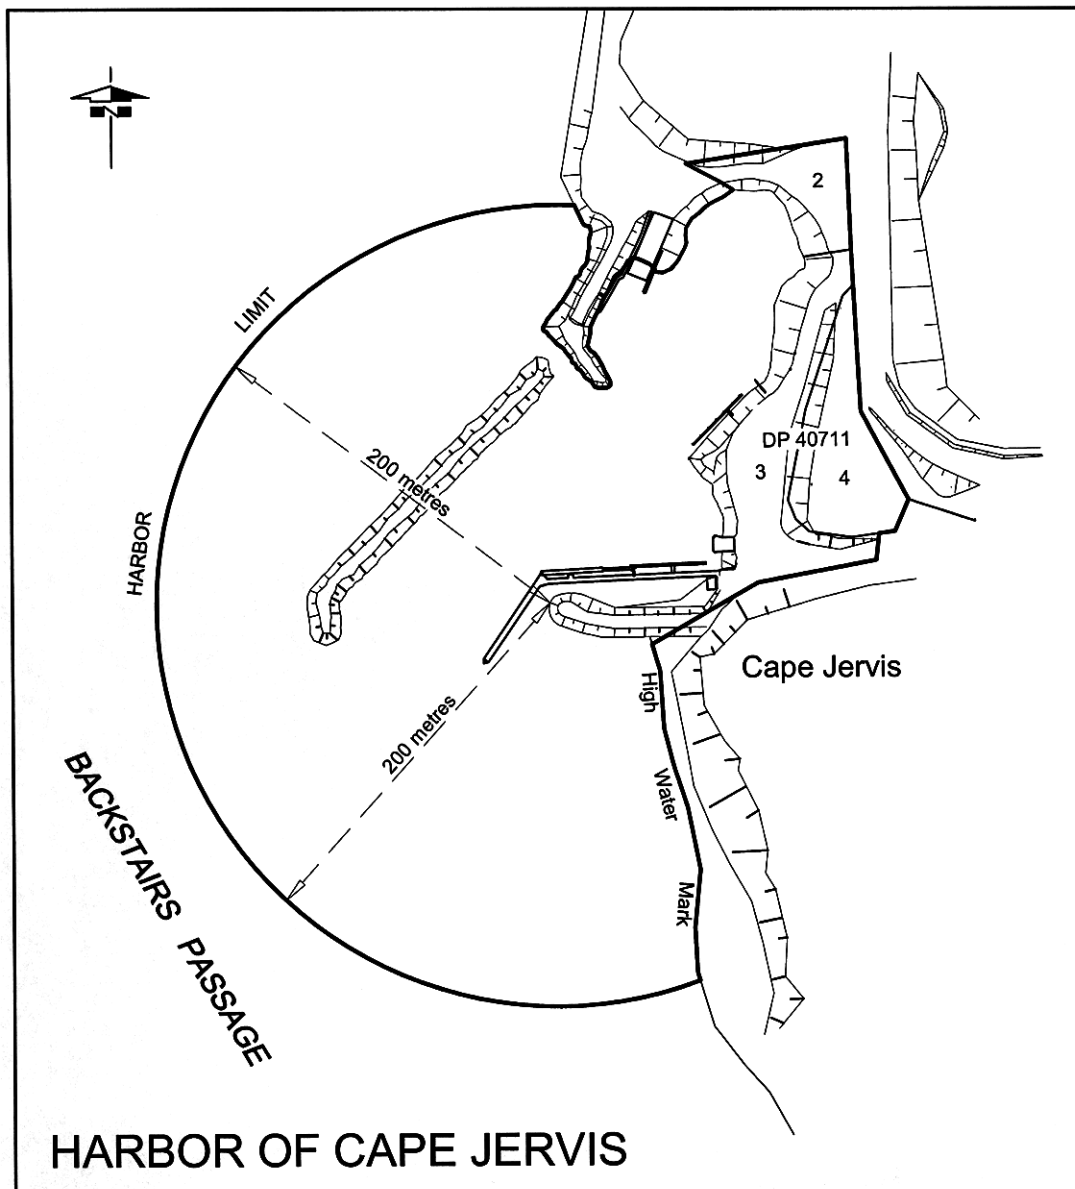 N
2
LIMIT
HARBOR
200 metres
DP 40711
3
4
200 metres
Cape Jervis
High
Water
Mark
BACKSTAIRS PASSAGE
HARBOR OF CAPE JERVIS